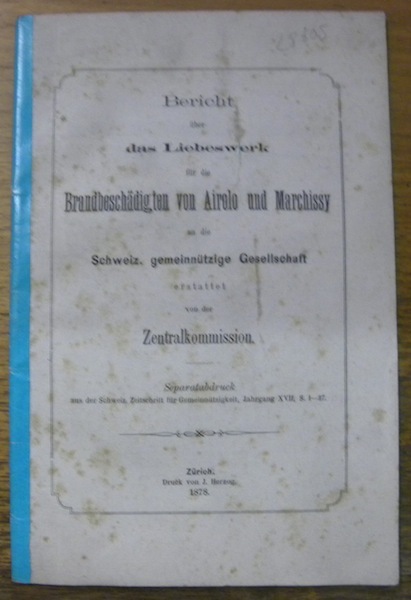 Bericht
über
das Liebeswerk
für die
Brandbeschädigten von Airolo und Marchissy
an die
Schweiz. gemeinnützige Gesellschaft
erstattet
von der
Zentralkommission.
Separatabdruck
aus der Schweiz. Zeitschrift für Gemeinnützigkeit, Jahrgang XVII, S. 1—37.
Zürich.
Druck von J. Herzog.
1878.